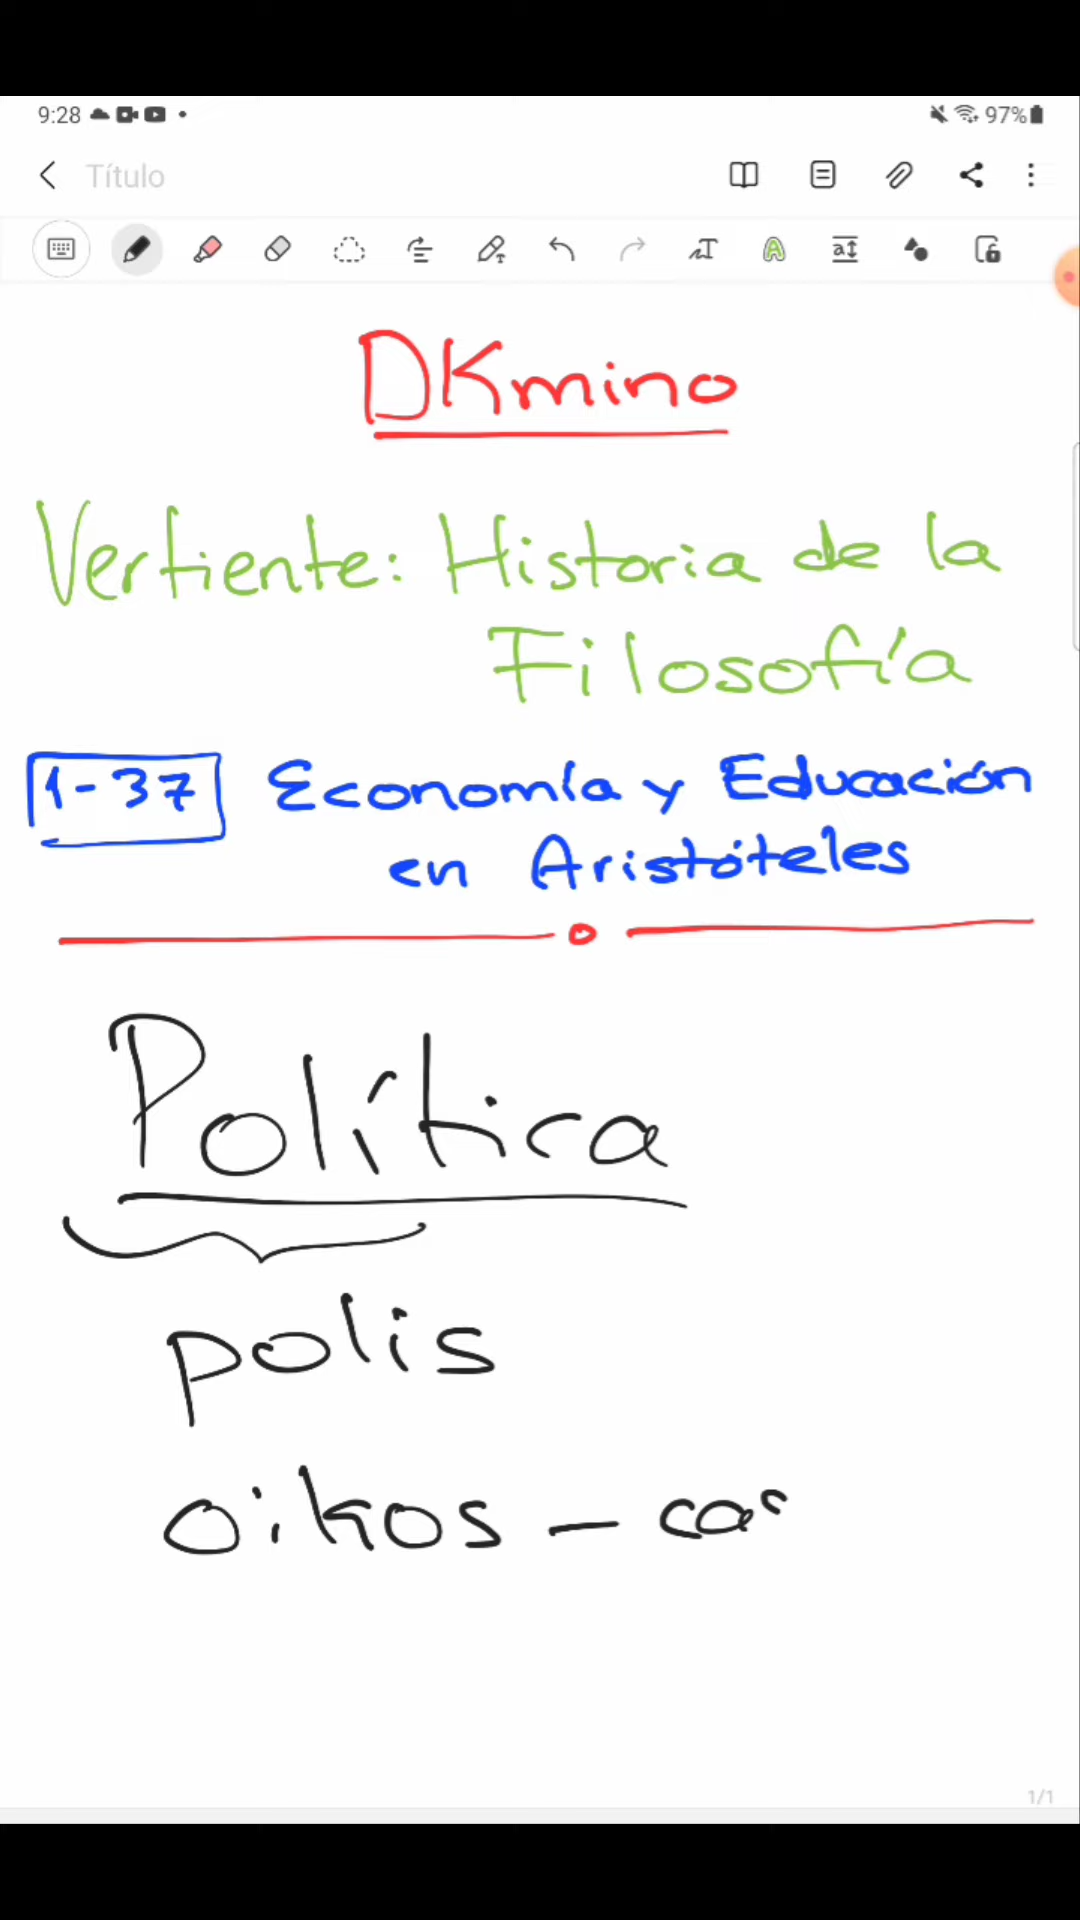 9:28 97%
Título
DKmino
Vertiente: Historia de la
Filosofía
1-37 Economía y Educación
en Aristóteles
Política
polis
oikos - cas
1/1